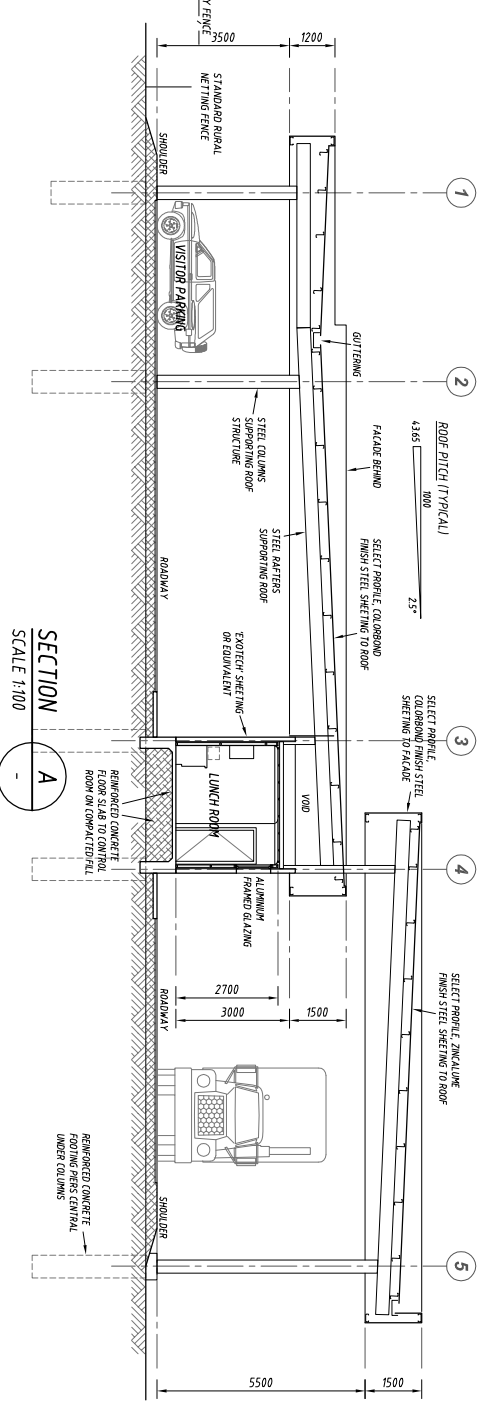 1
2
3
4
5
ROOF PITCH (TYPICAL)
1000
43.65
2.5°
SELECT PROFILE,
COLORBOND FINISH STEEL
SHEETING TO FACADE
SELECT PROFILE, ZINCALUME
FINISH STEEL SHEETING TO ROOF
FACADE BEHIND
SELECT PROFILE, COLORBOND
FINISH STEEL SHEETING TO ROOF
GUTTERING
1200
3500
1500
5500
VOID
1500
3000
2700
STEEL RAFTERS
SUPPORTING ROOF
STEEL COLUMNS
SUPPORTING ROOF
STRUCTURE
'EXOTECH' SHEETING
OR EQUIVALENT
ALUMINIUM
FRAMED GLAZING
LUNCH ROOM
VISITOR PARKING
Y FENCE
STANDARD RURAL
NETTING FENCE
SHOULDER
ROADWAY
ROADWAY
SHOULDER
REINFORCED CONCRETE
FLOOR SLAB TO CONTROL
ROOM ON COMPACTED FILL
REINFORCED CONCRETE
FOOTING PIERS CENTRAL
UNDER COLUMNS
SECTION
SCALE 1:100
A
-